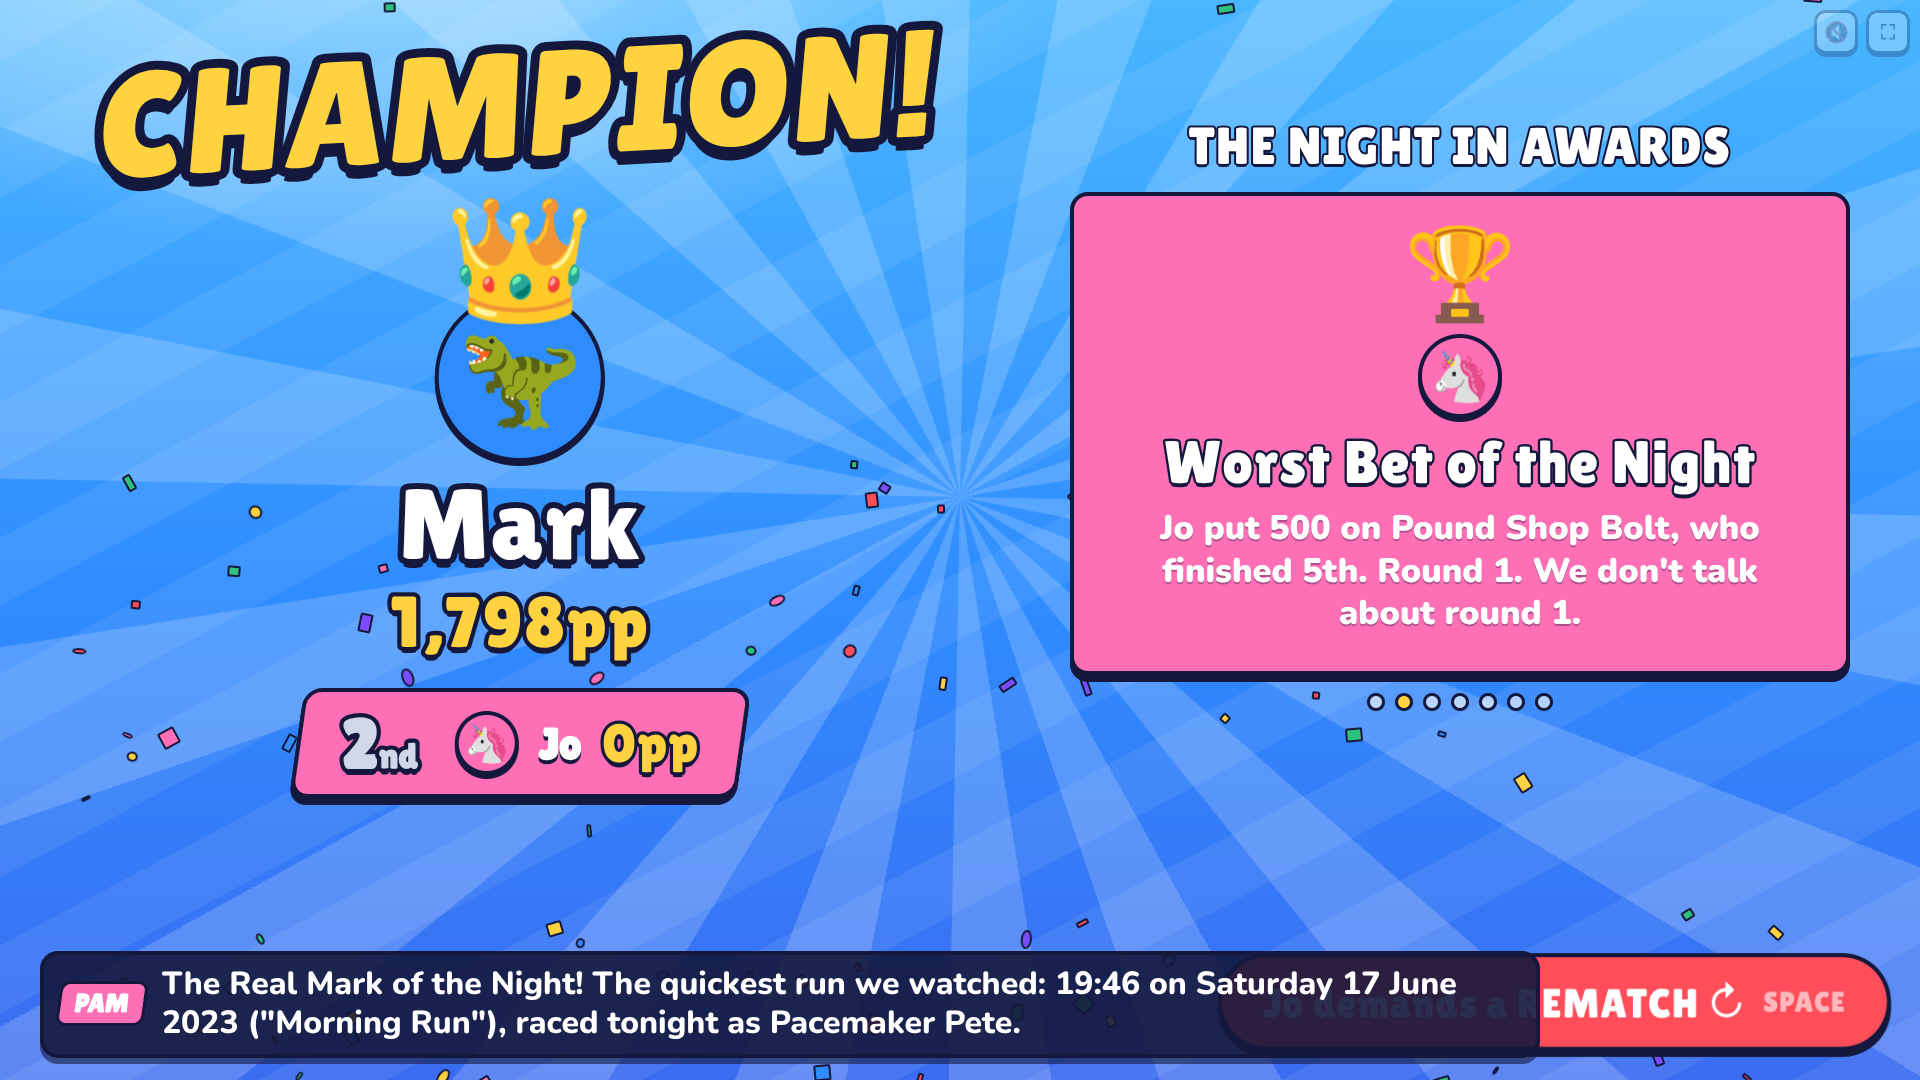 CHAMPION!
Mark
1,798pp
2nd Jo 0pp
THE NIGHT IN AWARDS
Worst Bet of the Night
Jo put 500 on Pound Shop Bolt, who
finished 5th. Round 1. We don't talk
about round 1.
PAM
The Real Mark of the Night! The quickest run we watched: 19:46 on Saturday 17 June
2023 ("Morning Run"), raced tonight as Pacemaker Pete.
Jo demands a REMATCH SPACE